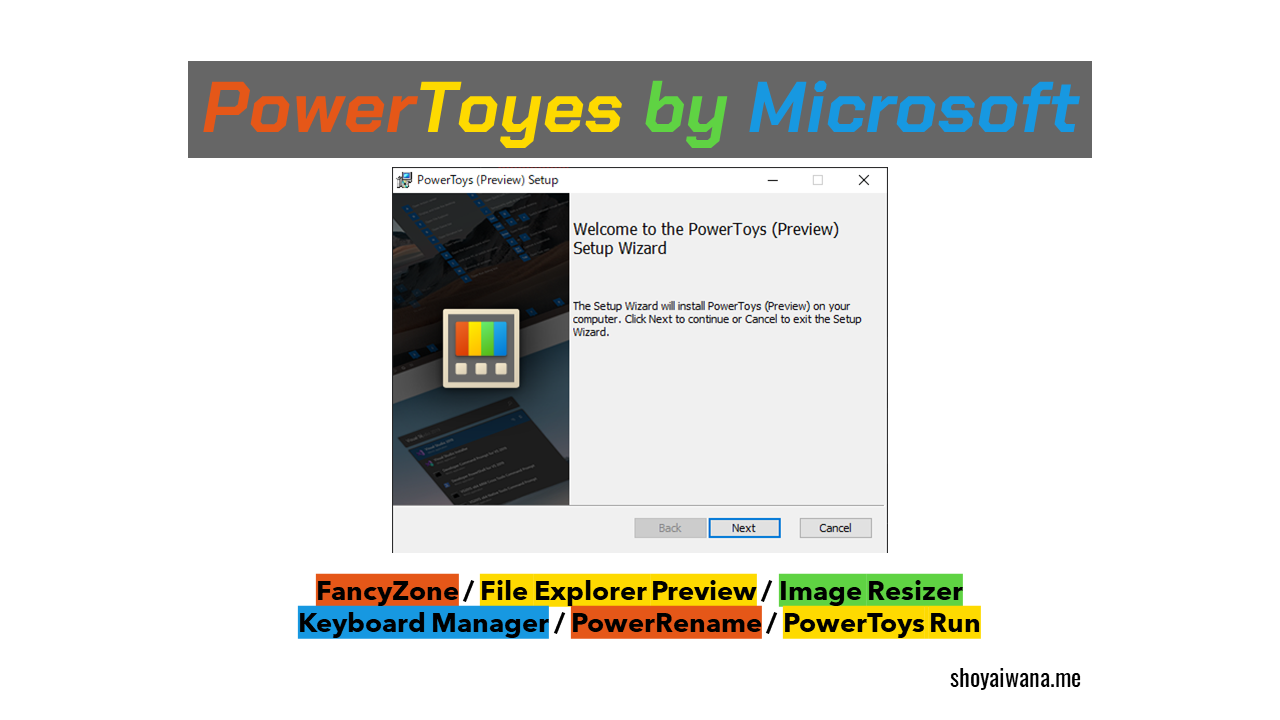 PowerToyes by Microsoft
PowerToys (Preview) Setup
Welcome to the PowerToys (Preview)
Setup Wizard
The Setup Wizard will install PowerToys (Preview) on your
computer. Click Next to continue or Cancel to exit the Setup
Wizard.
Back Next Cancel
FancyZone / File Explorer Preview / Image Resizer
Keyboard Manager / PowerRename / PowerToys Run
shoyaiwana.me